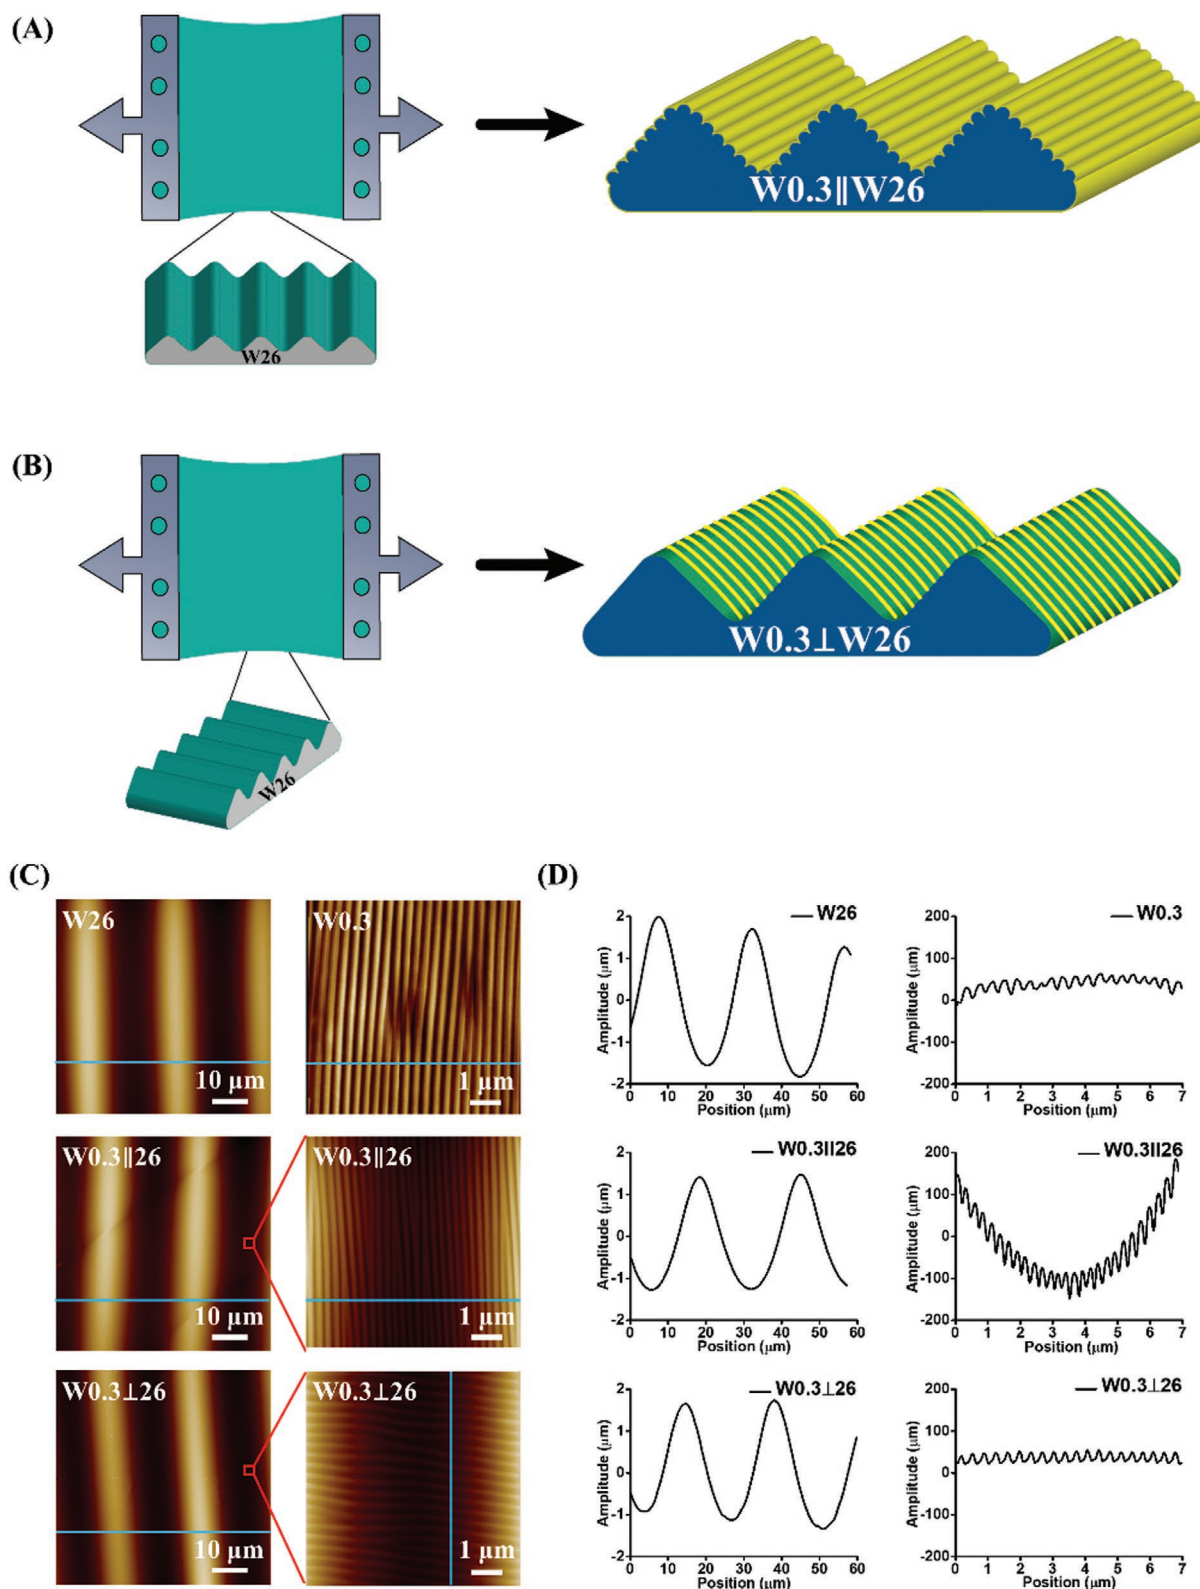 (A)
W0.3∥W26
W26
(B)
W0.3⊥W26
W26
(C)
W26
10 µm
W0.3
1 µm
W0.3∥26
10 µm
W0.3∥26
1 µm
W0.3⊥26
10 µm
W0.3⊥26
1 µm
(D)
W26
Amplitude (µm)
2
1
0
-1
-2
0 10 20 30 40 50 60
Position (µm)
W0.3
Amplitude (µm)
200
100
0
-100
-200
0 1 2 3 4 5 6 7
Position (µm)
W0.3II26
Amplitude (µm)
2
1
0
-1
-2
0 10 20 30 40 50 60
Position (µm)
W0.3II26
Amplitude (µm)
200
100
0
-100
-200
0 1 2 3 4 5 6 7
Position (µm)
W0.3⊥26
Amplitude (µm)
2
1
0
-1
-2
0 10 20 30 40 50 60
Position (µm)
W0.3⊥26
Amplitude (µm)
200
100
0
-100
-200
0 1 2 3 4 5 6 7
Position (µm)